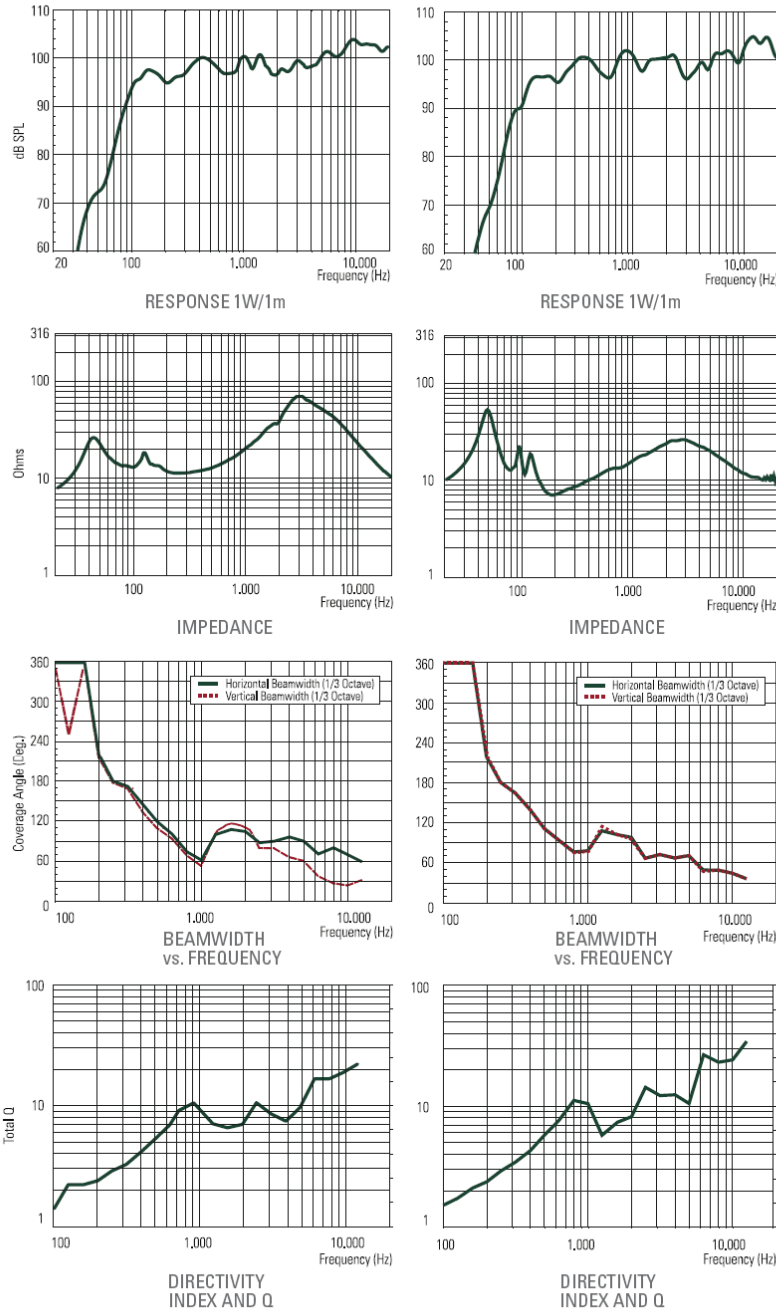 110
100
90
80
70
60
dB SPL
20 100 1.000 10.000
Frequency (Hz)
RESPONSE 1W/1m
110
100
90
80
70
60
20 100 1.000 10.000
Frequency (Hz)
RESPONSE 1W/1m
316
100
10
1
Ohms
100 1.000 10.000
Frequency (Hz)
IMPEDANCE
316
100
10
1
100 1.000 10.000
Frequency (Hz)
IMPEDANCE
360
300
240
180
120
60
0
Coverage Angle (Deg.)
Horizontal Beamwidth (1/3 Octave)
Vertical Beamwidth (1/3 Octave)
100 1.000 10.000
Frequency (Hz)
BEAMWIDTH
vs. FREQUENCY
360
300
240
180
120
60
0
Horizontal Beamwidth (1/3 Octave)
Vertical Beamwidth (1/3 Octave)
100 1.000 10.000
Frequency (Hz)
BEAMWIDTH
vs. FREQUENCY
100
10
1
Total Q
100 1.000 10.000
Frequency (Hz)
DIRECTIVITY
INDEX AND Q
100
10
1
100 1.000 10.000
Frequency (Hz)
DIRECTIVITY
INDEX AND Q